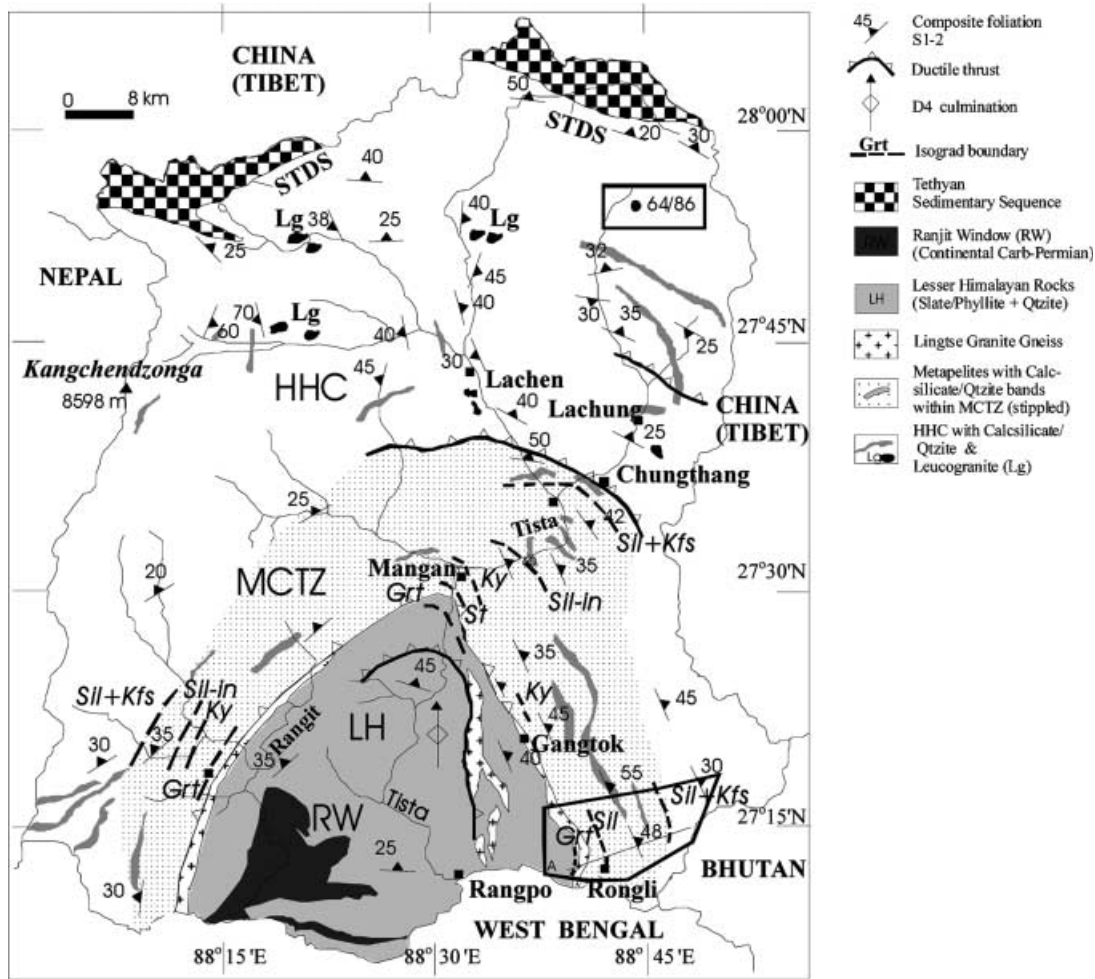 CHINA
(TIBET)
0 8 km
50
STDS
20
30
28°00'N
40
STDS
Lg
38
25
25
40
Lg
64/86
NEPAL
45
32
40
30
35
70
60
Lg
40
27°45'N
25
30
Kangchendzonga
8598 m
HHC
45
Lachen
40
Lachung
CHINA
(TIBET)
25
50
Chungthang
25
Tista
42
Sil+Kfs
35
27°30'N
20
MCTZ
Mangan
Ky
Grt
St
Sil-in
35
45
Ky
Sil+Kfs
Sil-in
Ky
45
LH
Rangit
45
Gangtok
30
35
35
40
Grt
55
30
Sil+Kfs
RW
Tista
Sil
Grt
48
27°15'N
25
A
BHUTAN
30
Rangpo
Rongli
WEST BENGAL
88°15'E
88°30'E
88°45'E
45
Composite foliation
S1-2
Ductile thrust
D4 culmination
Grt
Isograd boundary
Tethyan
Sedimentary Sequence
RW
Ranjit Window (RW)
(Continental Carb-Permian)
LH
Lesser Himalayan Rocks
(Slate/Phyllite + Qtzite)
Lingtse Granite Gneiss
Metapelites with Calc-
silicate/Qtzite bands
within MCTZ (stippled)
HHC with Calcsilicate/
Qtzite &
Leucogranite (Lg)
Lg